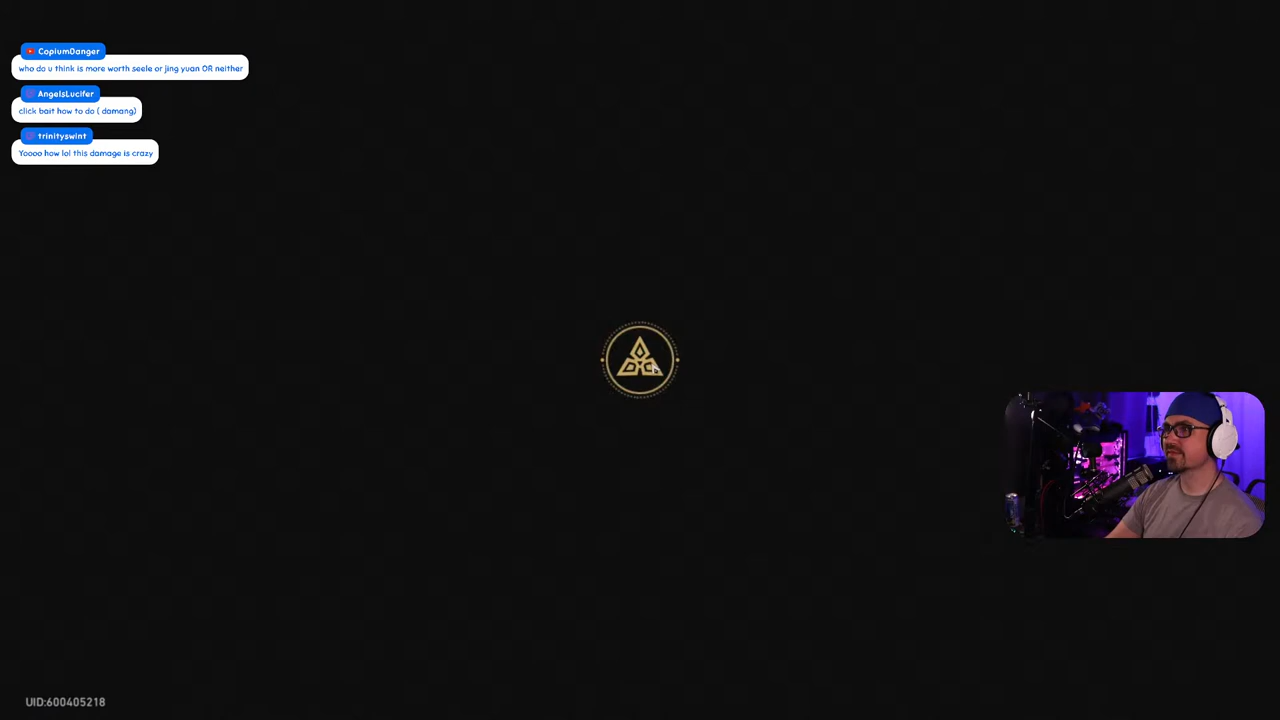 CopiumDanger
who do u think is more worth seele or jing yuan OR neither
AngelsLucifer
click bait how to do ( damang)
trinityswint
Yoooo how lol this damage is crazy
UID:600405218